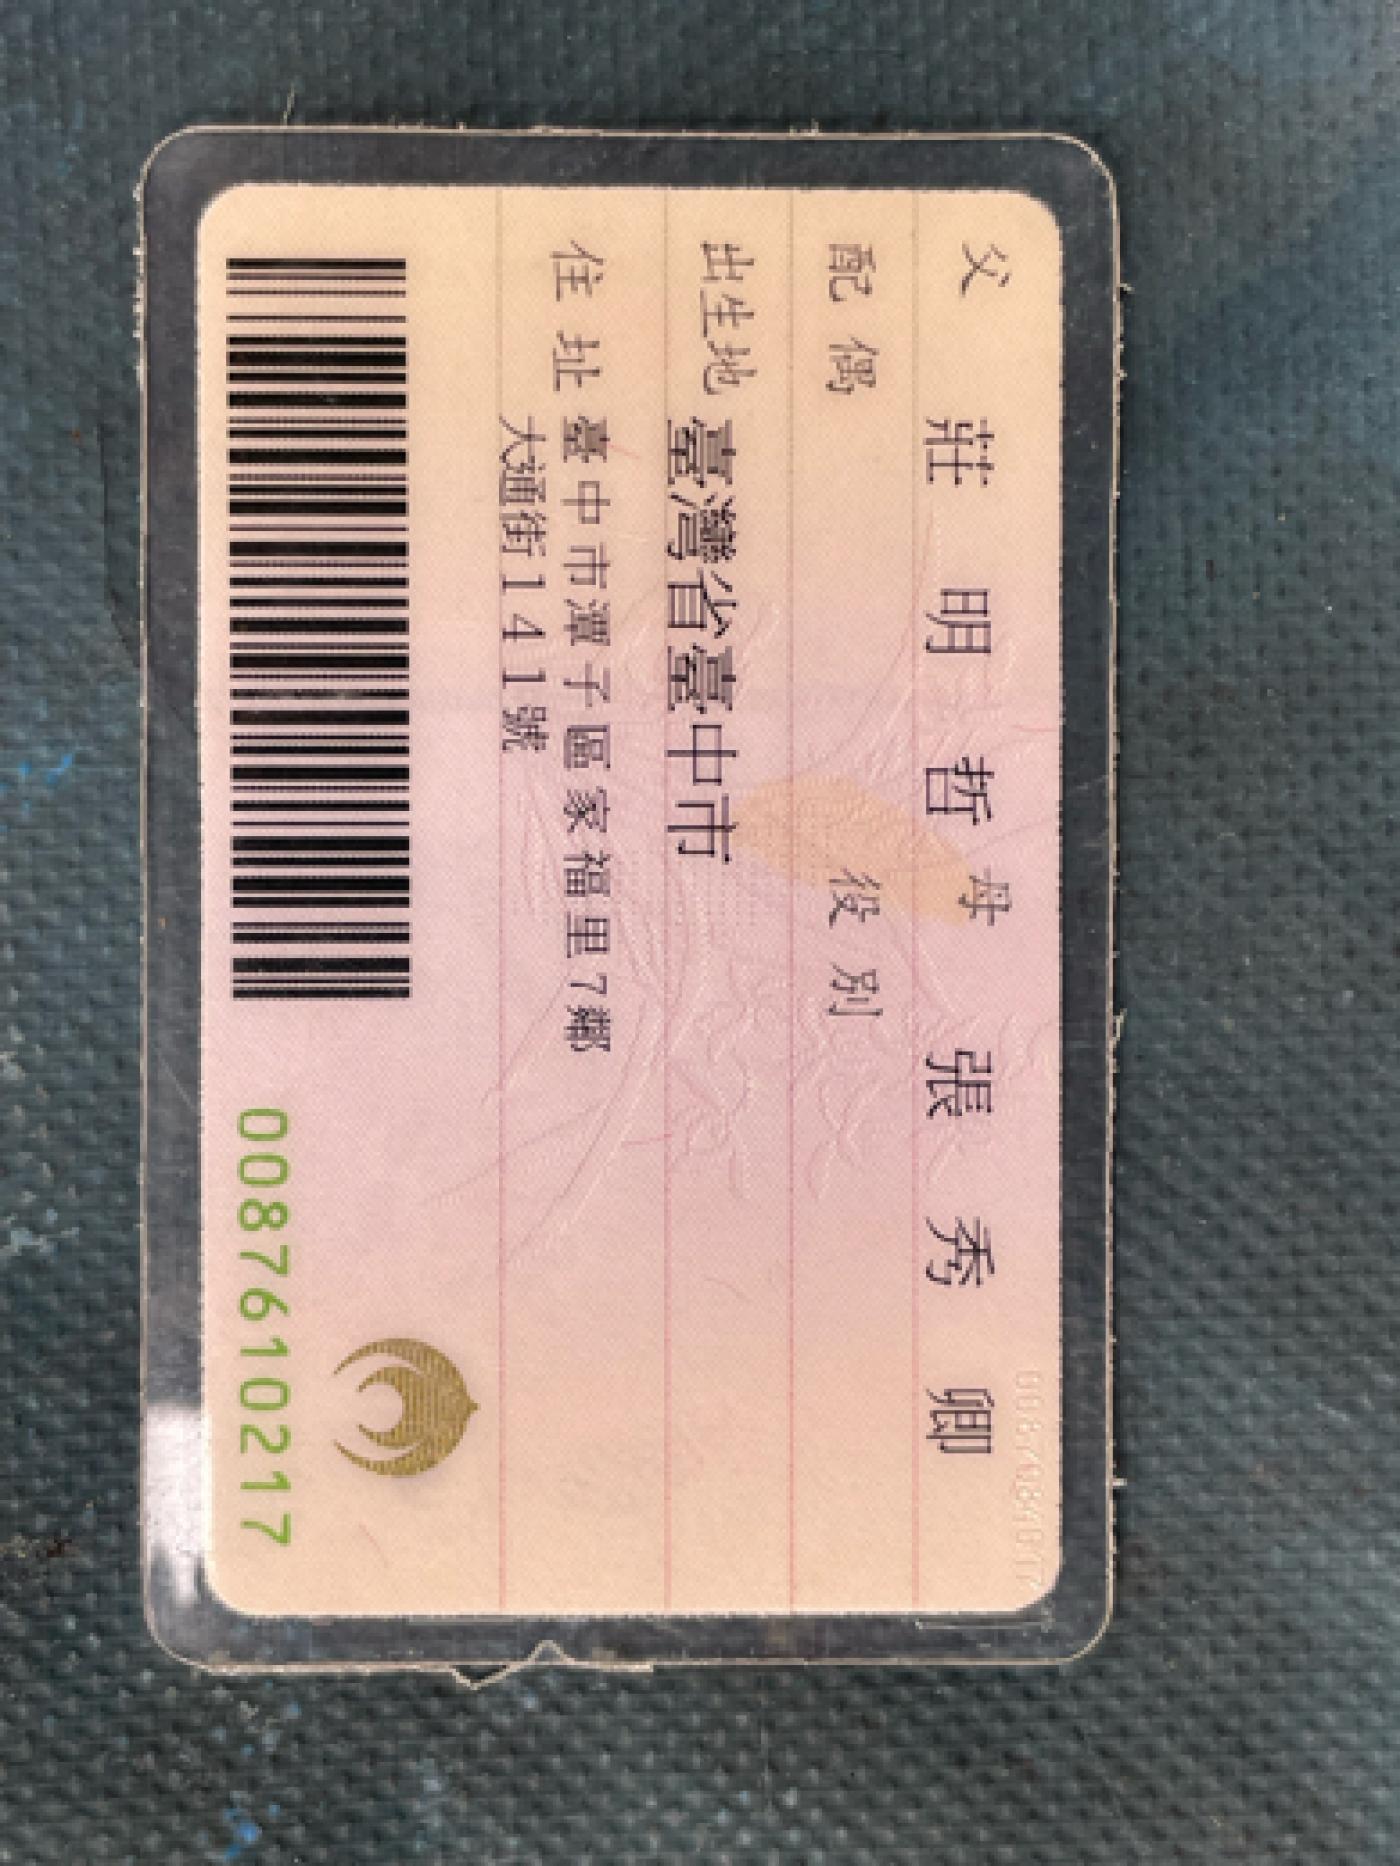 父 莊明哲 母 張秀卿
配偶 役別
出生地 臺灣省臺中市
住址 臺中市潭子區家福里7鄰
大通街141號
0087610217